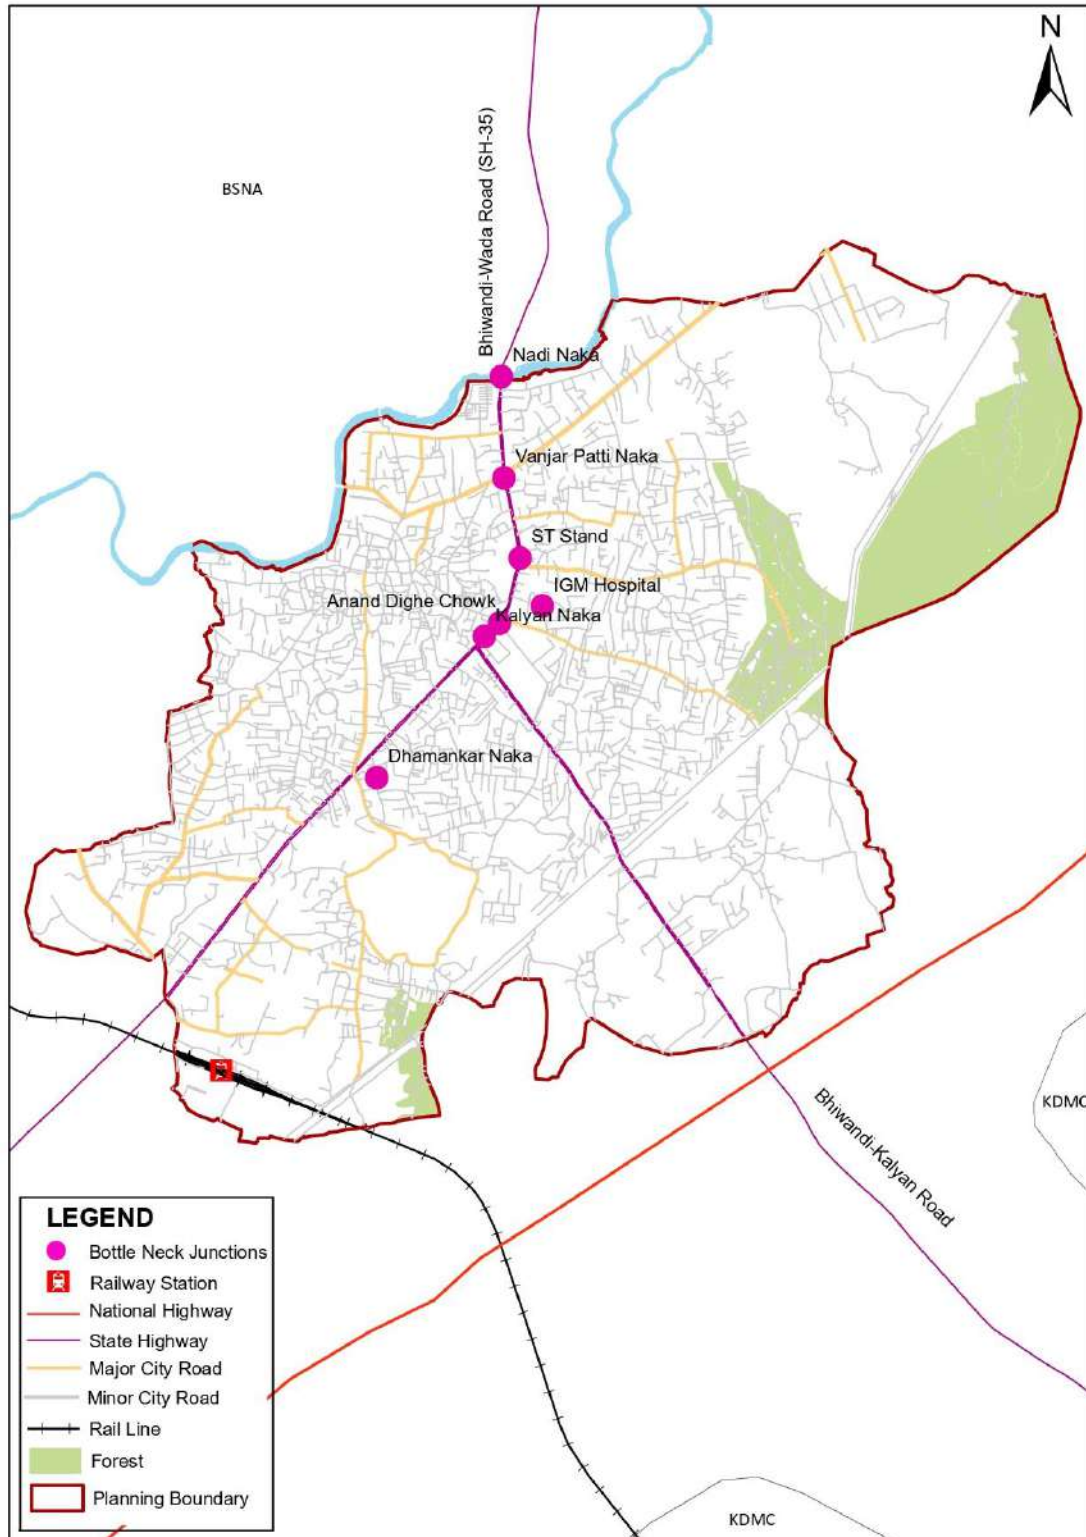 N
BSNA
Bhiwandi-Wada Road (SH-35)
Nadi Naka
Vanjar Patti Naka
ST Stand
IGM Hospital
Anand Dighe Chowk
Kalyan Naka
Dhamankar Naka
KDMC
Bhiwandi-Kalyan Road
LEGEND
Bottle Neck Junctions
Railway Station
National Highway
State Highway
Major City Road
Minor City Road
Rail Line
Forest
Planning Boundary
KDMC